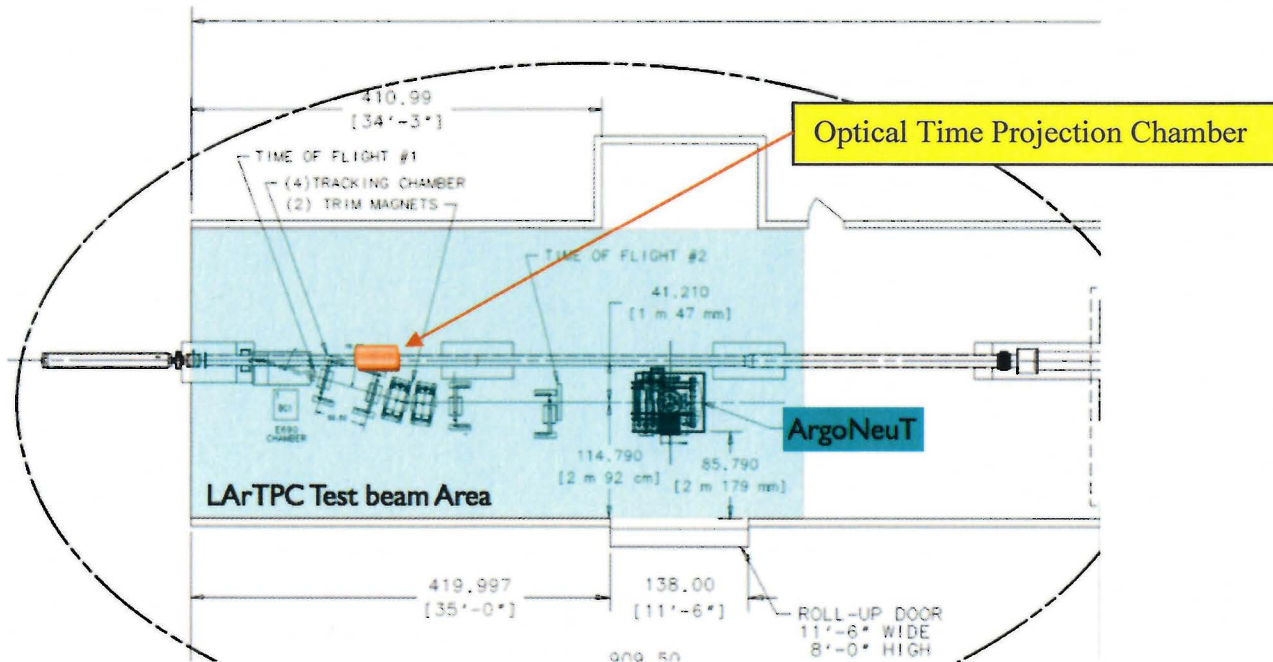 410.99
[34'-3"]
Optical Time Projection Chamber
TIME OF FLIGHT #1
(4)TRACKING CHAMBER
(2) TRIM MAGNETS
TIME OF FLIGHT #2
41.210
[1 m 47 mm]
E690
CHAMBER
ArgoNeuT
114.790
[2 m 92 cm]
85.790
[2 m 179 mm]
LArTPC Test beam Area
419.997
[35'-0"]
138.00
[11'-6"]
ROLL-UP DOOR
11'-6" WIDE
8'-0" HIGH
909.50